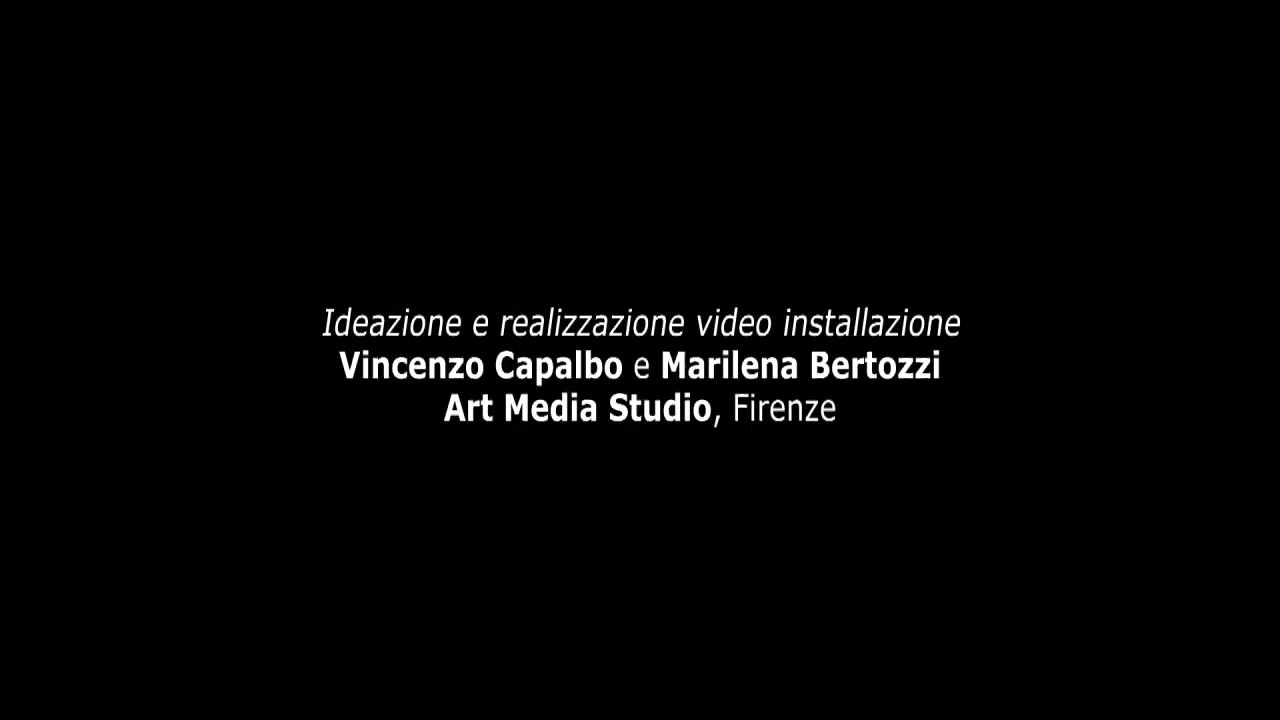 Ideazione e realizzazione video installazione
Vincenzo Capalbo e Marilena Bertozzi
Art Media Studio, Firenze